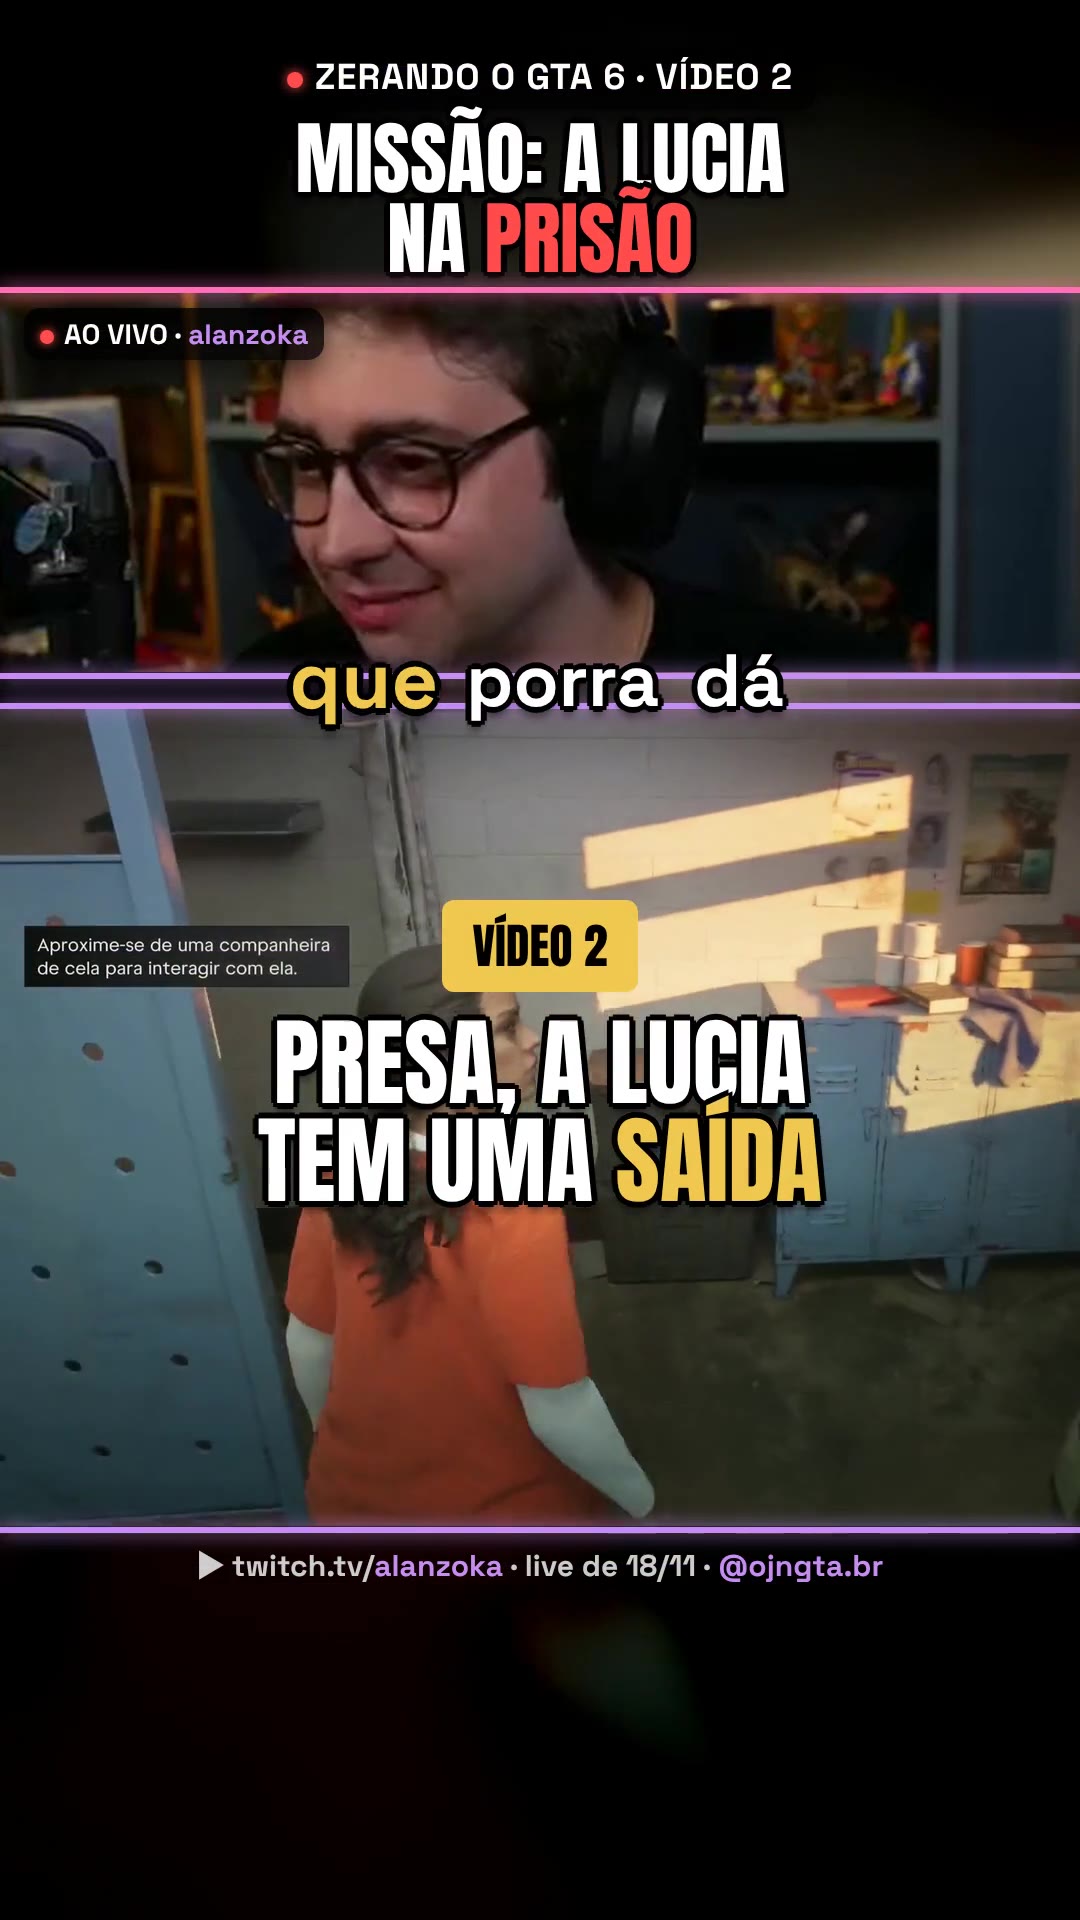 ZERANDO O GTA 6 · VÍDEO 2
MISSÃO: A LUCIA
NA PRISÃO
AO VIVO · alanzoka
que porra dá
Aproxime-se de uma companheira
de cela para interagir com ela.
VÍDEO 2
PRESA, A LUCIA
TEM UMA SAÍDA
▶ twitch.tv/alanzoka · live de 18/11 · @ojngta.br